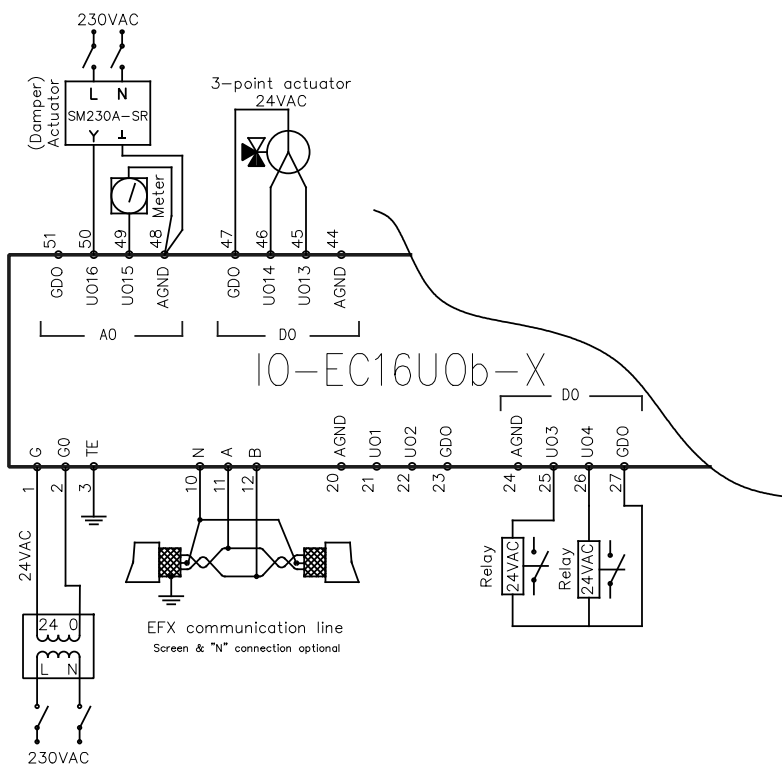 230VAC
L N
SM230A-SR
Y ⊥
(Damper)
Actuator
Meter
3-point actuator
24VAC
51 50 49 48 47 46 45 44
GDO UO16 UO15 AGND GDO UO14 UO13 AGND
AO DO
IO-EC16UOb-X
DO
G G0 TE N A B AGND UO1 UO2 GDO AGND UO3 UO4 GDO
1 2 3 10 11 12 20 21 22 23 24 25 26 27
24VAC
Relay 24VAC Relay 24VAC
24 0
L N
230VAC
EFX communication line
Screen & "N" connection optional